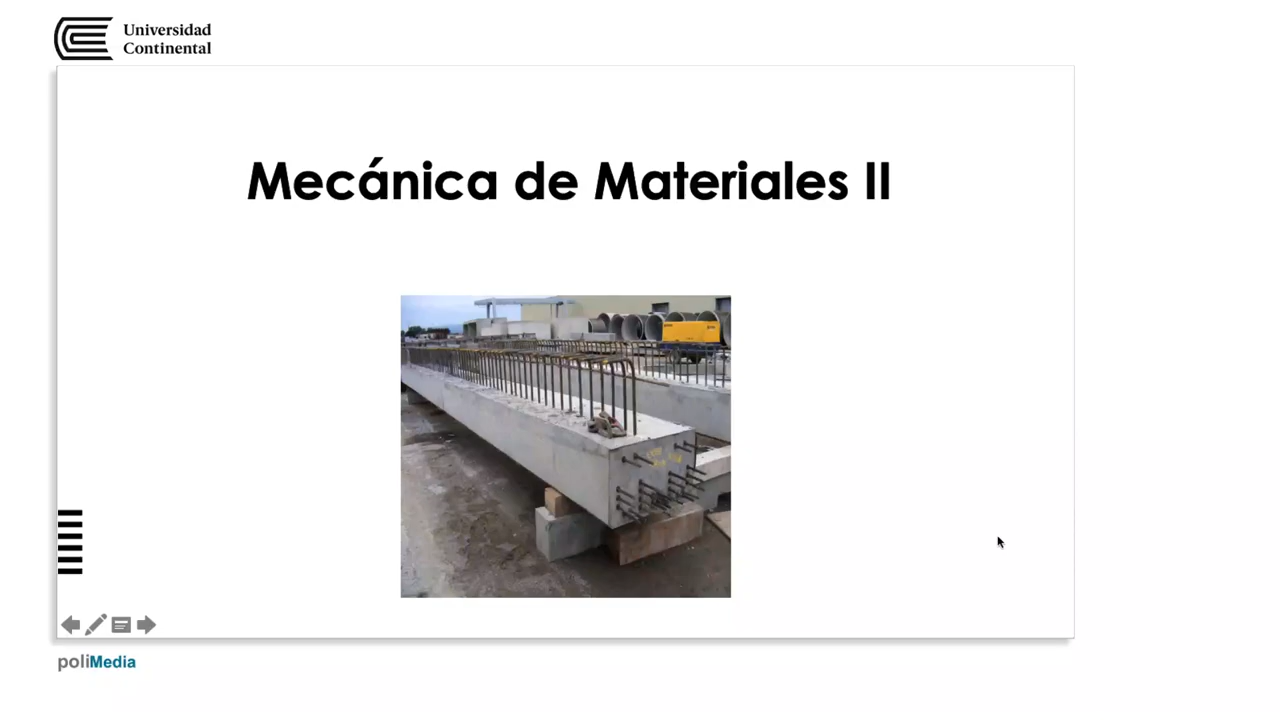 Universidad
Continental
Mecánica de Materiales II
poliMedia